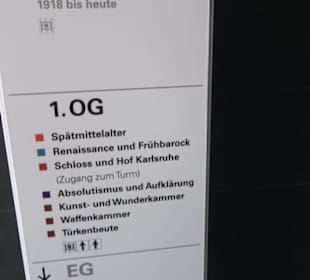 1918 bis heute
1.OG
Spätmittelalter
Renaissance und Frühbarock
Schloss und Hof Karlsruhe
(Zugang zum Turm)
Absolutismus und Aufklärung
Kunst- und Wunderkammer
Waffenkammer
Türkenbeute
EG